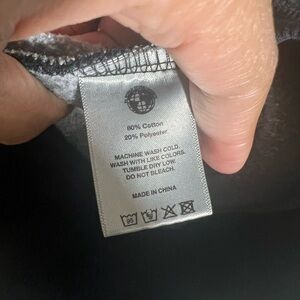 80% Cotton
20% Polyester
MACHINE WASH COLD.
WASH WITH LIKE COLORS.
TUMBLE DRY LOW.
DO NOT BLEACH.
MADE IN CHINA
95